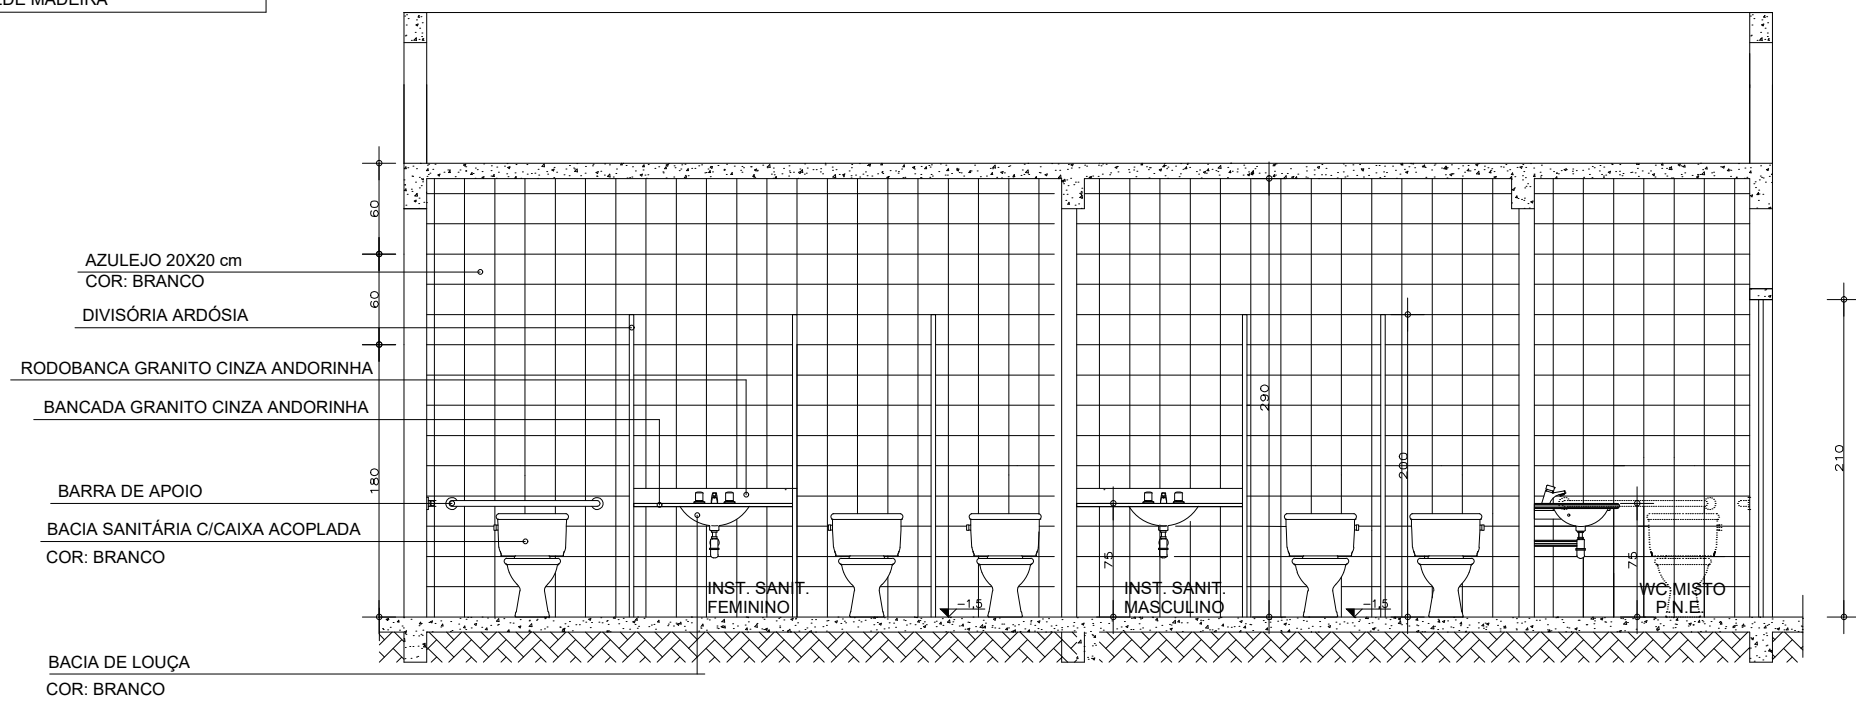 DE MADEIRA
60
AZULEJO 20X20 cm
COR: BRANCO
60
DIVISÓRIA ARDÓSIA
RODOBANCA GRANITO CINZA ANDORINHA
BANCADA GRANITO CINZA ANDORINHA
290
200
210
180
BARRA DE APOIO
BACIA SANITÁRIA C/CAIXA ACOPLADA
COR: BRANCO
75
75
INST. SANIT.
FEMININO
-1,5
INST. SANIT.
MASCULINO
-1,5
WC MISTO
P.N.E.
BACIA DE LOUÇA
COR: BRANCO